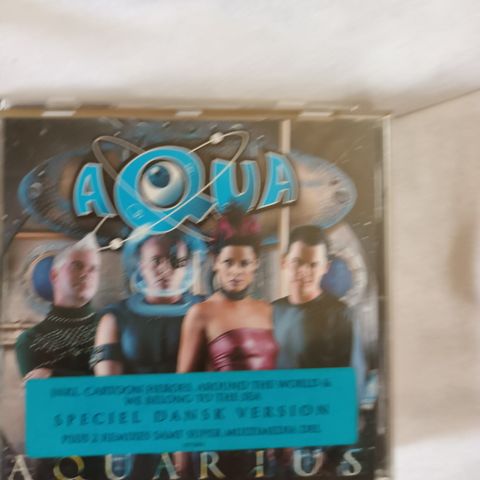 AQUA
INKL. CARTOON HEROES, AROUND THE WORLD &
WE BELONG TO THE SEA
SPECIEL DANSK VERSION
PLUS 2 REMIXES SAMT SUPER MULTIMEDIA DEL
AQUARIUS